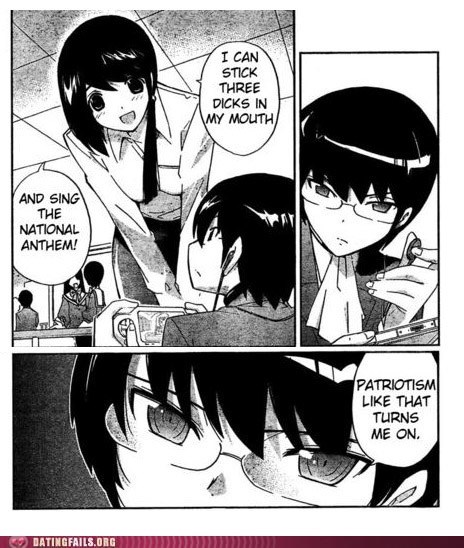 I CAN
STICK
THREE
DICKS IN
MY MOUTH
AND SING
THE
NATIONAL
ANTHEM!
PATRIOTISM
LIKE THAT
TURNS
ME ON.
DATINGFAILS.ORG